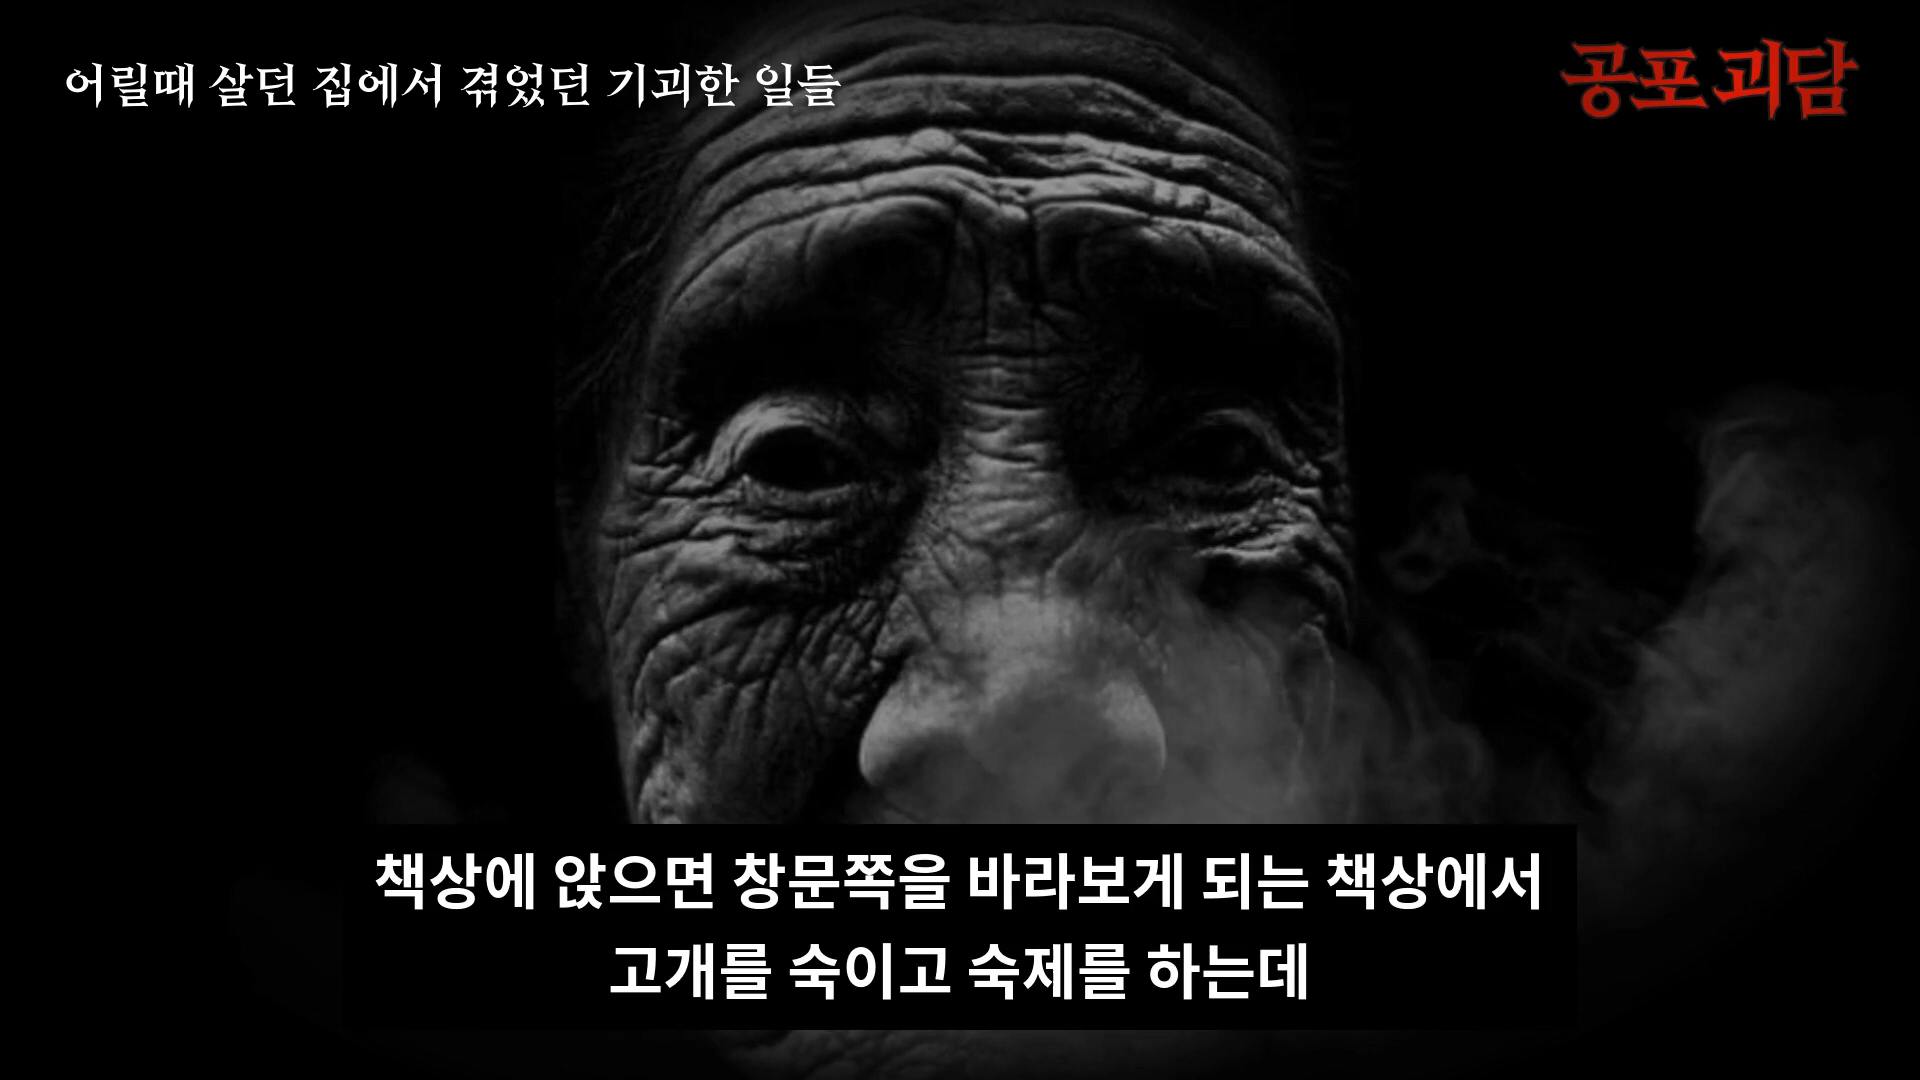 어릴때 살던 집에서 겪었던 기괴한 일들
공포괴담
책상에 앉으면 창문쪽을 바라보게 되는 책상에서
고개를 숙이고 숙제를 하는데